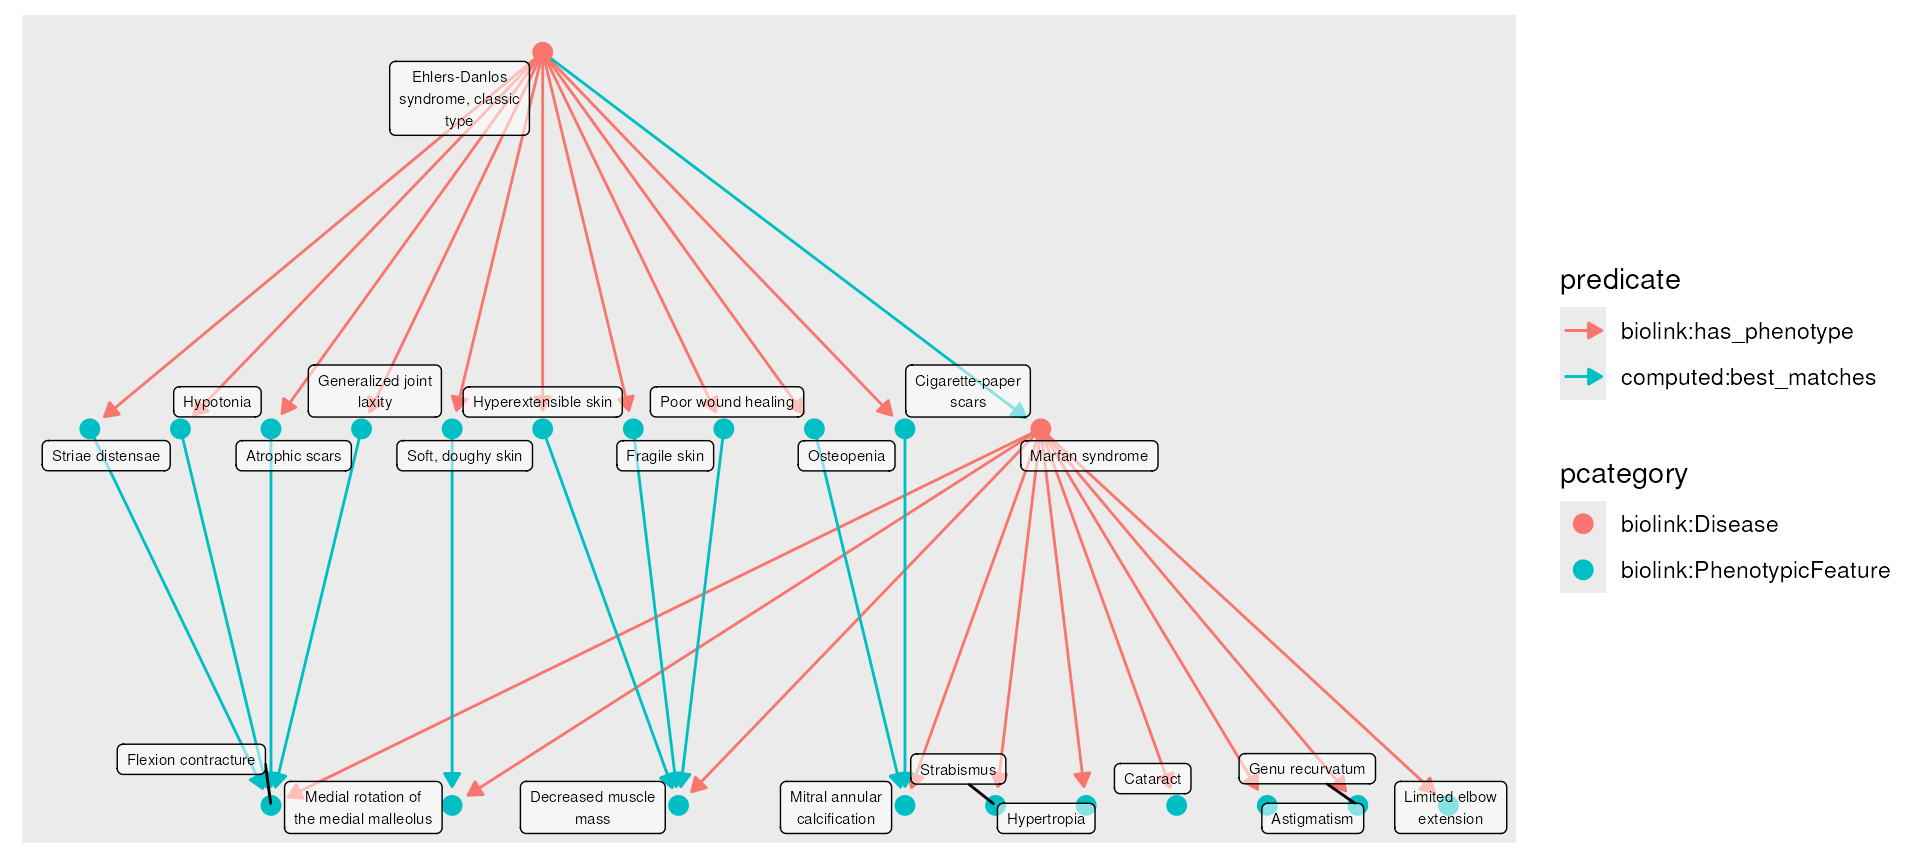 Ehlers-Danlos
syndrome, classic
type
predicate
biolink:has_phenotype
computed:best_matches
Generalized joint
laxity
Cigarette-paper
scars
Hypotonia
Hyperextensible skin
Poor wound healing
Striae distensae
Atrophic scars
Soft, doughy skin
Fragile skin
Osteopenia
Marfan syndrome
pcategory
biolink:Disease
biolink:PhenotypicFeature
Flexion contracture
Strabismus
Cataract
Genu recurvatum
Medial rotation of
the medial malleolus
Decreased muscle
mass
Mitral annular
calcification
Hypertropia
Astigmatism
Limited elbow
extension